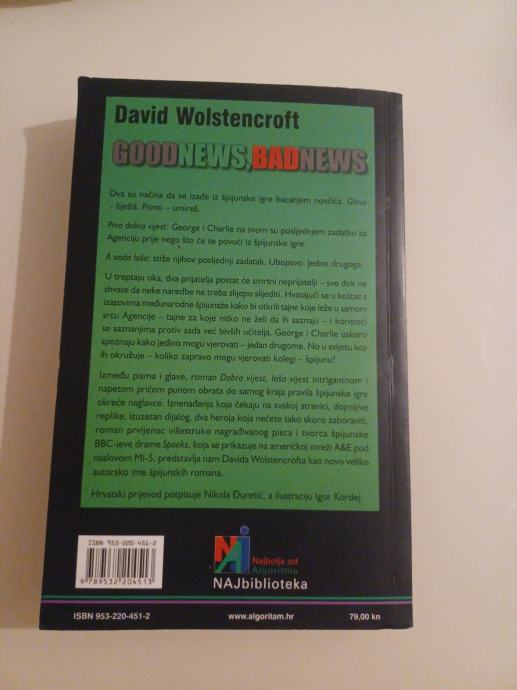 David Wolstencroft
GOODNEWS,BADNEWS
Dva su načina da se izađe iz špijunske igre bacanjem novčića. Glava
– bježiš. Pismo – umireš.
Prvo dobra vijest: George i Charlie na svom su posljednjem zadatku za
Agenciju prije nego što će se povući iz špijunske igre.
A onda loša: stiže njihov posljednji zadatak. Ubojstvo. Jedno drugoga.
U treptaju oka, dva prijatelja postat će smrtni neprijatelji – sve dok ne
shvate da neke naredbe ne treba slijepo slijediti. Hvatajući se u koštac s
izazovima međunarodne špijunaže kako bi otkrili tajne koje leže u samom
srcu Agencije – tajne za koje nitko ne želi da ih saznaju – i koristeći
se saznanjima protiv sada već bivših učitelja, George i Charlie uskoro
spoznaju kako jedino mogu vjerovati – jedan drugome. No u svijetu koji
ih okružuje – koliko zapravo mogu vjerovati kolegi – špijunu?
Između pisma i glave, roman Dobra vijest, loša vijest intrigantnom i
napetom pričom punom obrata do samog kraja pravila špijunske igre
okreće naglavce. Iznenađenja koja čekaju na svakoj stranici, dojmljive
replike, izuzetan dijalog, dva heroja koja nećete tako skoro zaboraviti,
roman prvijenac višestruko nagrađivanog pisca i tvorca špijunske
BBC-jeve drame Spooks, koja se prikazuje na američkoj mreži A&E pod
naslovom MI-5, predstavlja nam Davida Wolstencrofta kao novo veliko
autorsko ime špijunskih romana.
Hrvatski prijevod potpisuje Nikola Đuretić, a ilustraciju Igor Kordej.
ISBN 953-220-451-2
9 789532 204513
NAJ
Najbolje od
Algoritma
NAJbiblioteka
ISBN 953-220-451-2
www.algoritam.hr
79,00 kn